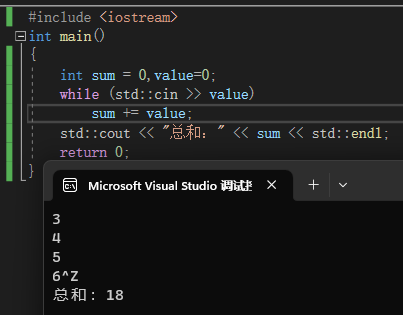 #include <iostream>
int main()
{
int sum = 0,value=0;
while (std::cin >> value)
sum += value;
std::cout << "总和：" << sum << std::endl;
return 0;
}
Microsoft Visual Studio 调试
3
4
5
6^Z
总和：18